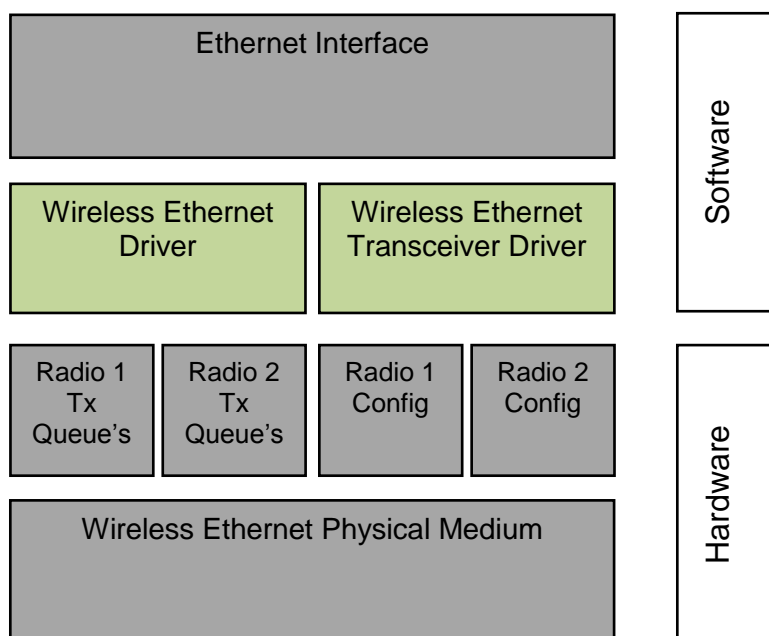 Ethernet Interface
Wireless Ethernet
Driver
Wireless Ethernet
Transceiver Driver
Software
Radio 1
Tx
Queue's
Radio 2
Tx
Queue's
Radio 1
Config
Radio 2
Config
Wireless Ethernet Physical Medium
Hardware